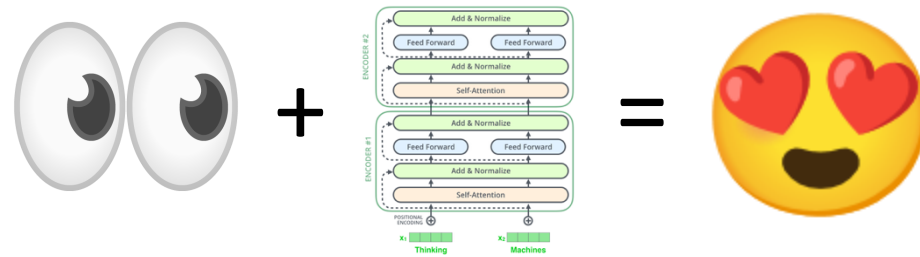 +
=
ENCODER #2
Add & Normalize
Feed Forward Feed Forward
Add & Normalize
Self-Attention
ENCODER #1
Add & Normalize
Feed Forward Feed Forward
Add & Normalize
Self-Attention
POSITIONAL
ENCODING
x₁ x₂
Thinking Machines